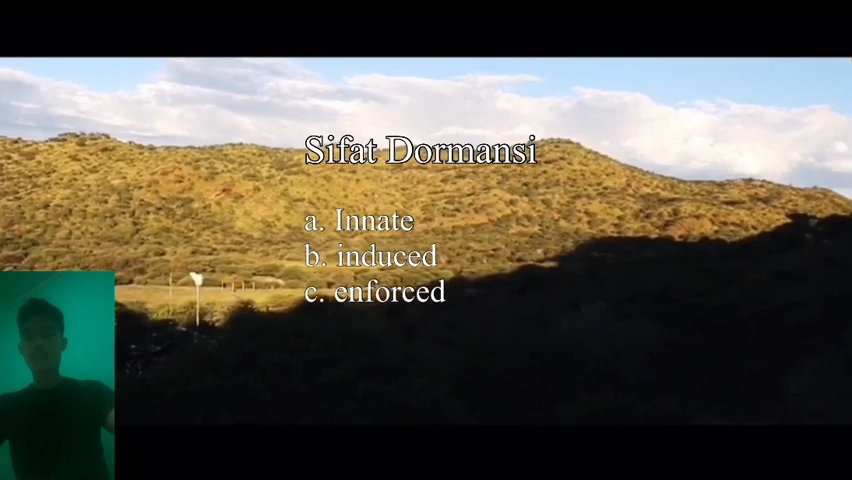 Sifat Dormansi
a. Innate
b. induced
c. enforced